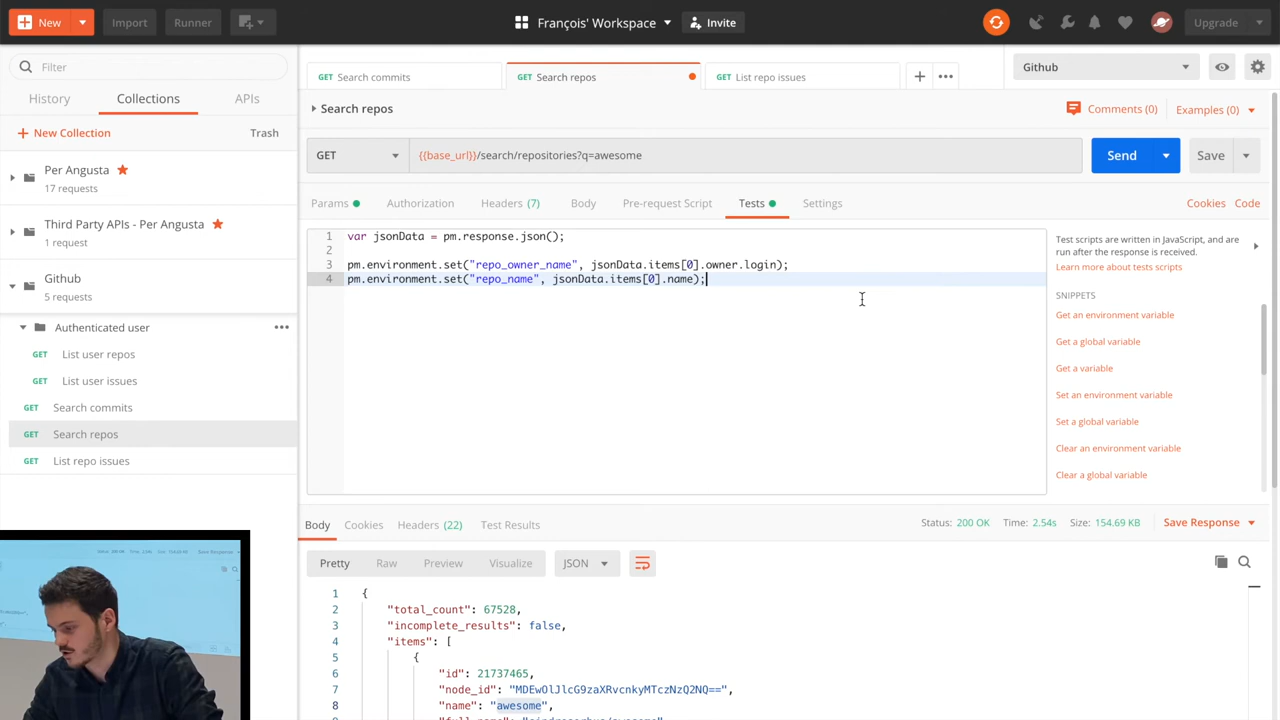 New
Import
Runner
François' Workspace
Invite
Upgrade
Filter
History
Collections
APIs
New Collection
Trash
Per Angusta
17 requests
Third Party APIs - Per Angusta
1 request
Github
5 requests
Authenticated user
GET List user repos
GET List user issues
GET Search commits
GET Search repos
GET List repo issues
GET Search commits
GET Search repos
GET List repo issues
Github
Search repos
Comments (0)
Examples (0)
GET
{{base_url}}/search/repositories?q=awesome
Send
Save
Params
Authorization
Headers (7)
Body
Pre-request Script
Tests
Settings
Cookies
Code
1 var jsonData = pm.response.json();
2
3 pm.environment.set("repo_owner_name", jsonData.items[0].owner.login);
4 pm.environment.set("repo_name", jsonData.items[0].name);
Test scripts are written in JavaScript, and are
run after the response is received.
Learn more about tests scripts
SNIPPETS
Get an environment variable
Get a global variable
Get a variable
Set an environment variable
Set a global variable
Clear an environment variable
Clear a global variable
Body
Cookies
Headers (22)
Test Results
Status: 200 OK
Time: 2.54s
Size: 154.69 KB
Save Response
Pretty
Raw
Preview
Visualize
JSON
1 {
2 "total_count": 67528,
3 "incomplete_results": false,
4 "items": [
5 {
6 "id": 21737465,
7 "node_id": "MDEwOlJlcG9zaXRvcnkyMTczNzQ2NQ==",
8 "name": "awesome",